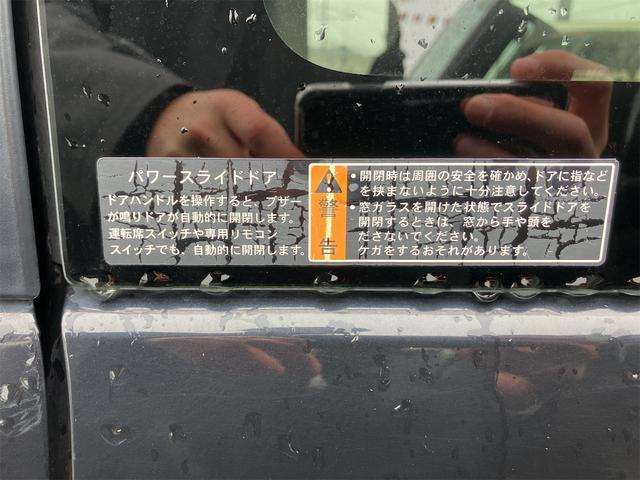 パワースライドドア
ドアハンドルを操作すると、ブザー
が鳴りドアが自動的に開閉します。
運転席スイッチや専用リモコン
スイッチでも、自動的に開閉します。
警告
・開閉時は周囲の安全を確かめ、ドアに指など
を挟まないように十分注意してください。
・窓ガラスを開けた状態でスライドドアを
開閉するときは、窓から手や頭を
ださないでください。
ケガをするおそれがあります。